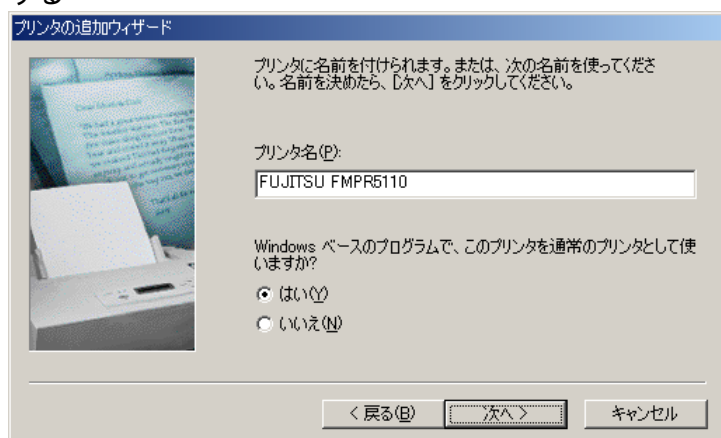 する
プリンタの追加ウィザード
プリンタに名前を付けられます。または、次の名前を使ってくださ
い。名前を決めたら、[次へ] をクリックしてください。
プリンタ名(P):
FUJITSU FMPR5110
Windows ベースのプログラムで、このプリンタを通常のプリンタとして使
いますか?
はい(Y)
いいえ(N)
< 戻る(B)
次へ >
キャンセル